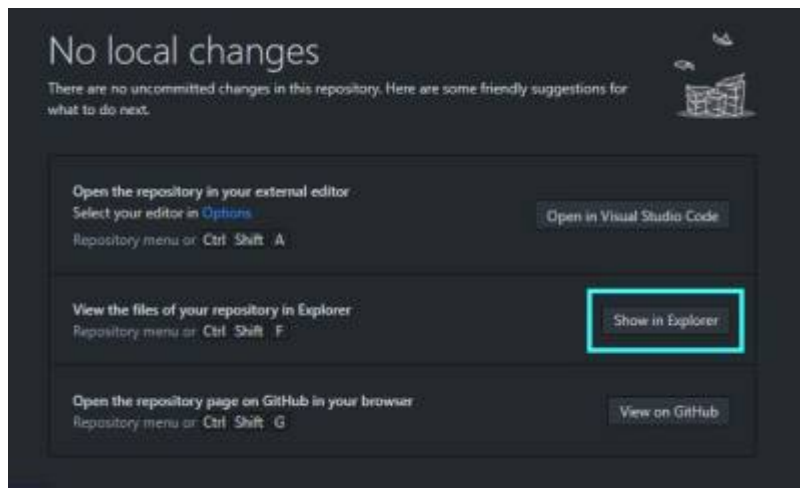 No local changes
There are no uncommitted changes in this repository. Here are some friendly suggestions for
what to do next.
Open the repository in your external editor
Select your editor in Options
Repository menu or Ctrl Shift A
Open in Visual Studio Code
View the files of your repository in Explorer
Repository menu or Ctrl Shift F
Show in Explorer
Open the repository page on GitHub in your browser
Repository menu or Ctrl Shift G
View on GitHub